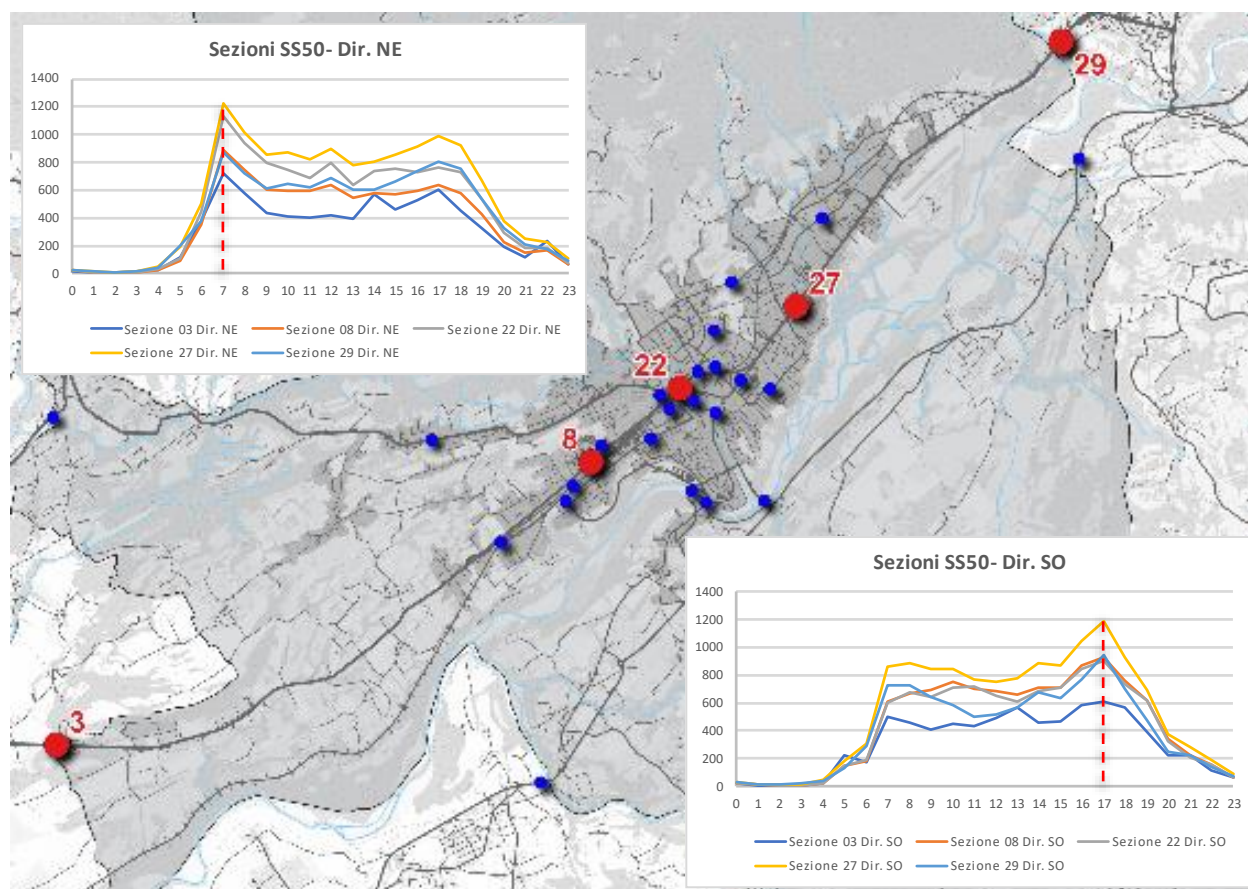 Sezioni SS50- Dir. NE
1400
1200
1000
800
600
400
200
0
0 1 2 3 4 5 6 7 8 9 10 11 12 13 14 15 16 17 18 19 20 21 22 23
Sezione 03 Dir. NE Sezione 08 Dir. NE Sezione 22 Dir. NE
Sezione 27 Dir. NE Sezione 29 Dir. NE
29
27
22
8
3
Sezioni SS50- Dir. SO
1400
1200
1000
800
600
400
200
0
0 1 2 3 4 5 6 7 8 9 10 11 12 13 14 15 16 17 18 19 20 21 22 23
Sezione 03 Dir. SO Sezione 08 Dir. SO Sezione 22 Dir. SO
Sezione 27 Dir. SO Sezione 29 Dir. SO